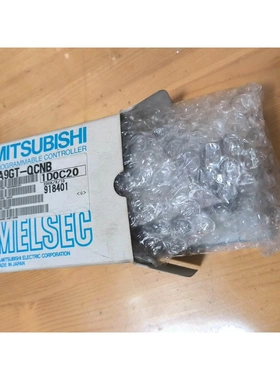 MITSUBISHI
PROGRAMMABLE CONTROLLER
A9GT-QCNB
1D0C20
918401
MELSEC
MITSUBISHI ELECTRIC CORPORATION
MADE IN JAPAN